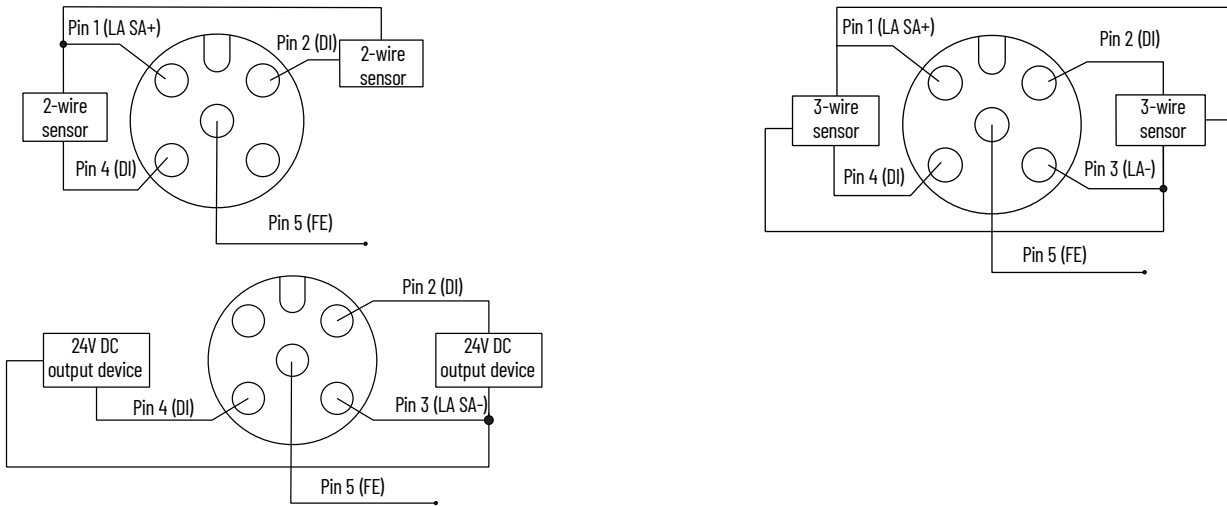 Pin 1 (LA SA+)
Pin 2 (DI)
2-wire
sensor
2-wire
sensor
Pin 4 (DI)
Pin 5 (FE)
Pin 1 (LA SA+)
Pin 2 (DI)
3-wire
sensor
3-wire
sensor
Pin 4 (DI)
Pin 3 (LA-)
Pin 5 (FE)
Pin 2 (DI)
24V DC
output device
24V DC
output device
Pin 4 (DI)
Pin 3 (LA SA-)
Pin 5 (FE)